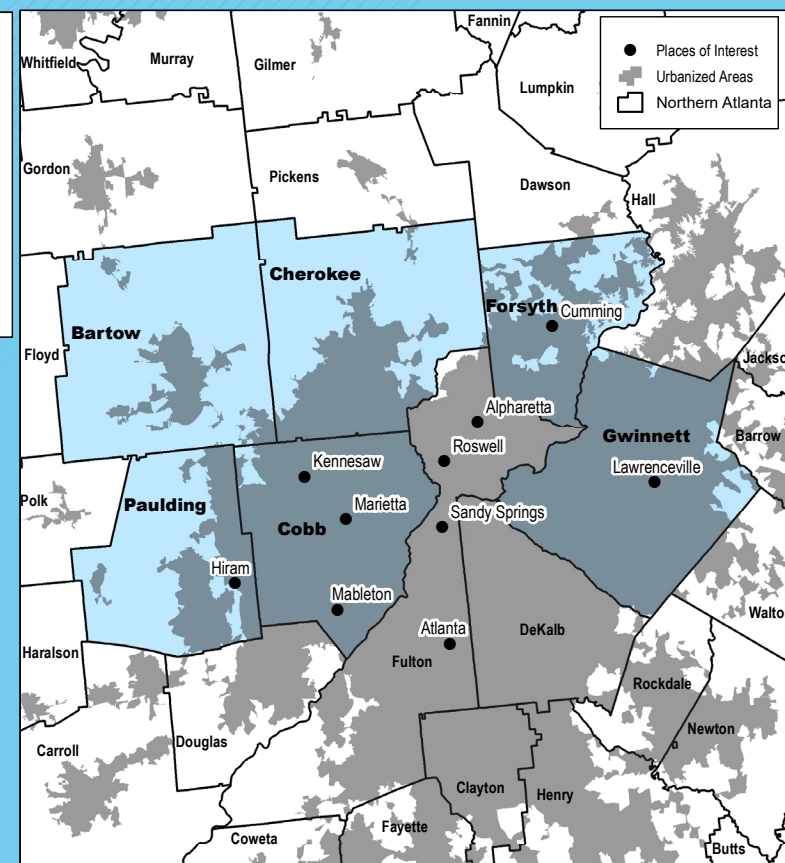 Fannin
Whitfield
Murray
Gilmer
Lumpkin
Places of Interest
Urbanized Areas
Northern Atlanta
Gordon
Pickens
Dawson
Hall
Cherokee
Forsyth
Cumming
Bartow
Floyd
Jackso
Alpharetta
Gwinnett
Barrow
Roswell
Kennesaw
Lawrenceville
Polk
Paulding
Marietta
Cobb
Sandy Springs
Hiram
Mableton
Walto
Atlanta
DeKalb
Haralson
Fulton
Rockdale
Newton
Carroll
Douglas
Clayton
Henry
Fayette
Coweta
Butts